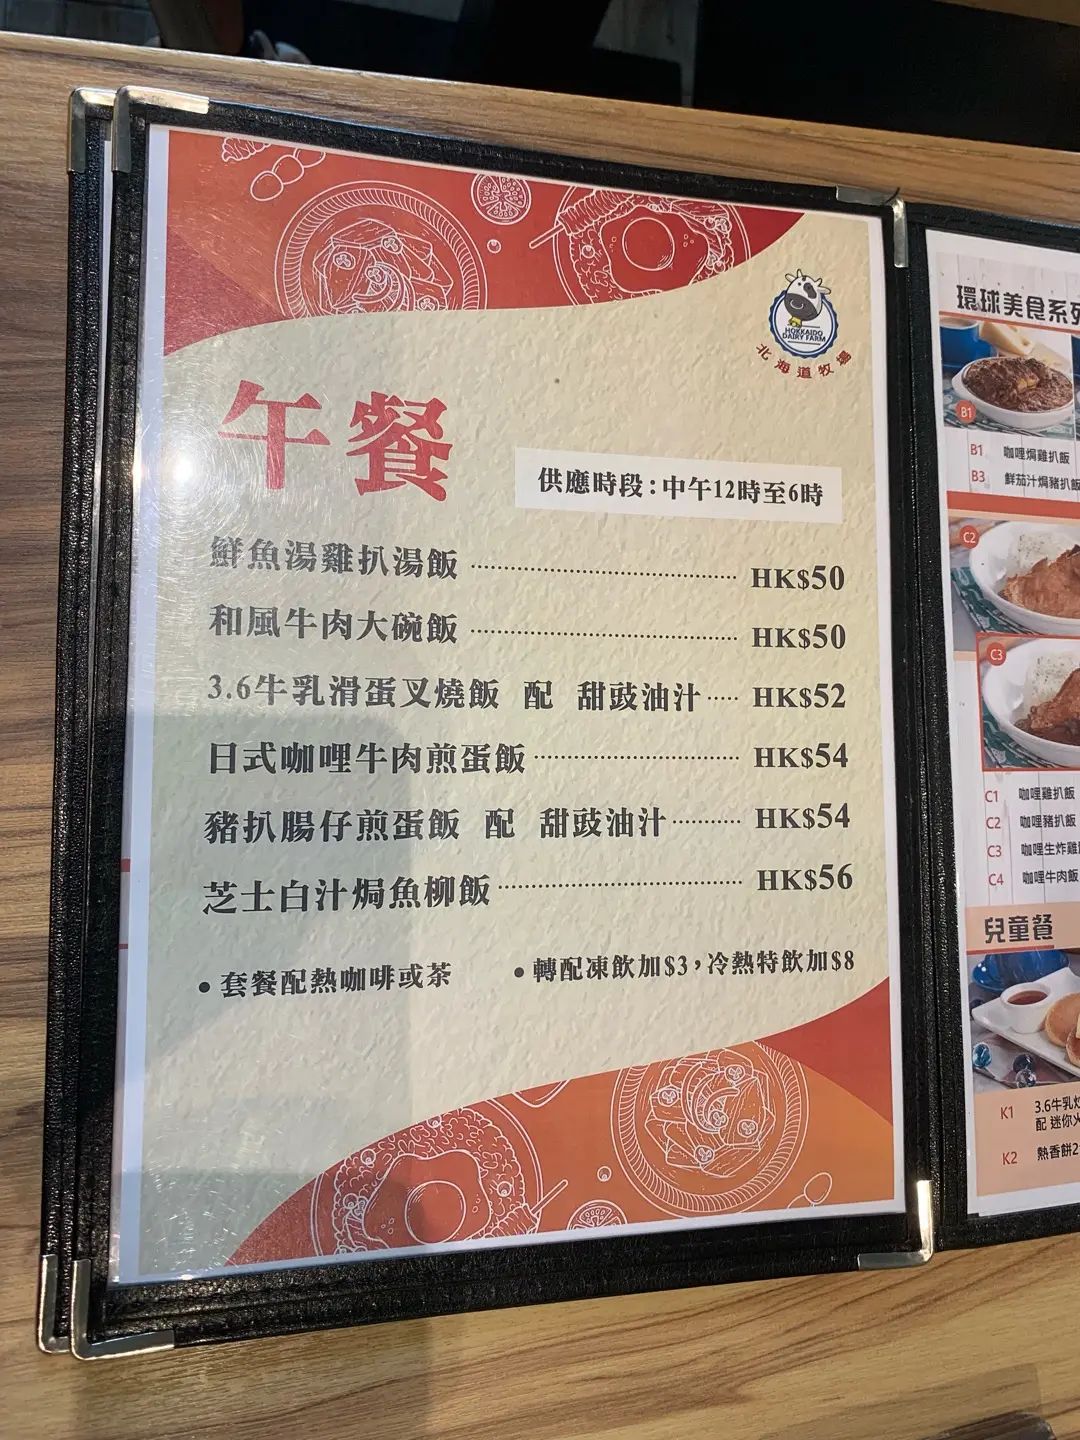 HOKKAIDO
DAIRY FARM
北海道牧場
午餐
供應時段:中午12時至6時
鮮魚湯雞扒湯飯 HK$50
和風牛肉大碗飯 HK$50
3.6牛乳滑蛋叉燒飯 配 甜豉油汁 HK$52
日式咖哩牛肉煎蛋飯 HK$54
豬扒腸仔煎蛋飯 配 甜豉油汁 HK$54
芝士白汁焗魚柳飯 HK$56
• 套餐配熱咖啡或茶
• 轉配凍飲加$3,冷熱特飲加$8
環球美食系列
B1
B1 咖哩焗雞扒飯
B3 鮮茄汁焗豬扒飯
C2
C3
C1 咖哩雞扒飯
C2 咖哩豬扒飯
C3 咖哩生炸雞
C4 咖哩牛肉飯
兒童餐
K1 3.6牛乳炒
配 迷你火
K2 熱香餅2